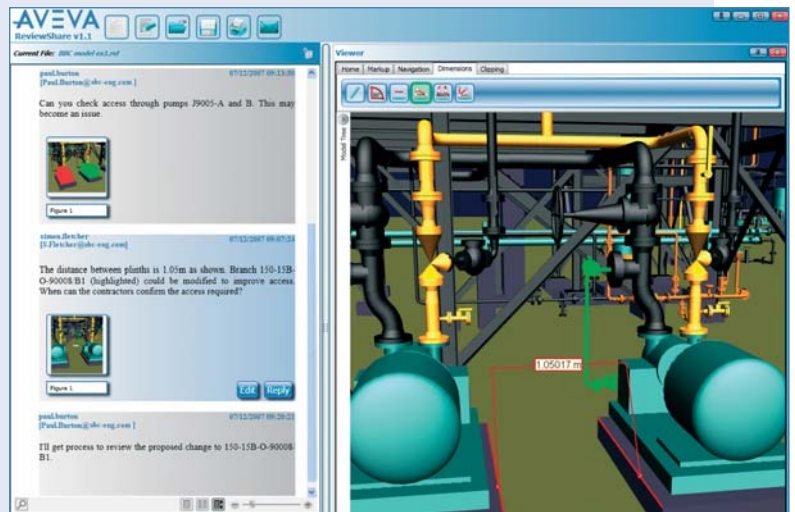 AVEVA
ReviewShare v1.1
Current File: BBC model ex1.rsf
Viewer
Home Markup Navigation Dimensions Clipping
Model Tree
paul.burton 07/12/2007 09:13:50
[Paul.Burton@abc-eng.com ]
Can you check access through pumps J9005-A and B. This may
become an issue.
Figure 1
simon.fletcher 07/12/2007 09:07:24
[S.Fletcher@abc-eng.com]
The distance between plinths is 1.05m as shown. Branch 150-15B-
O-90008/B1 (highlighted) could be modified to improve access.
When can the contractors confirm the access required?
Figure 1
Edit Reply
paul.burton 07/12/2007 09:20:21
[Paul.Burton@abc-eng.com ]
I'll get process to review the proposed change to 150-15B-O-90008/
B1.
1.05017 m